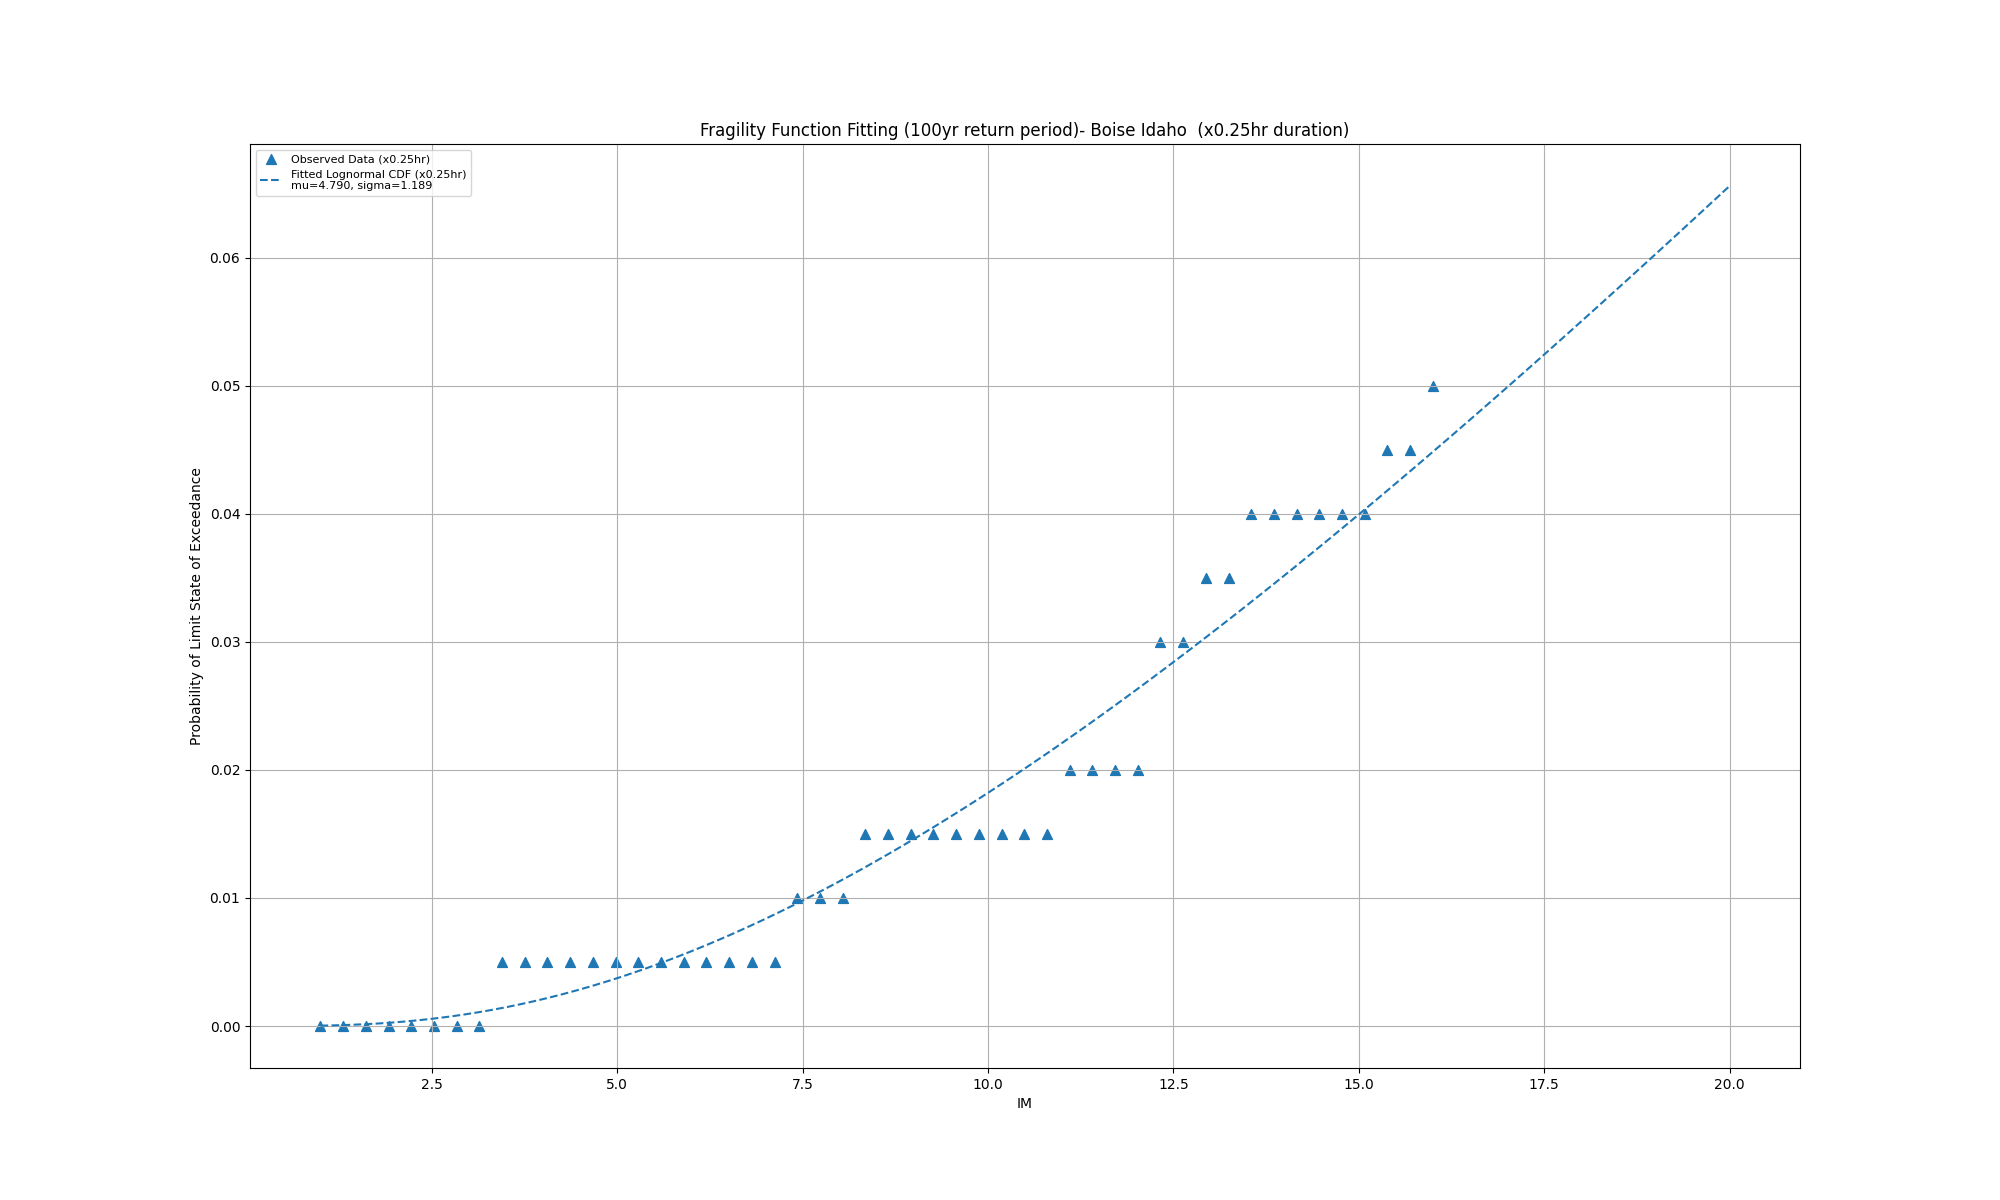 Fragility Function Fitting (100yr return period)- Boise Idaho  (x0.25hr duration)
Observed Data (x0.25hr)
Fitted Lognormal CDF (x0.25hr)
mu=4.790, sigma=1.189
Probability of Limit State of Exceedance
0.06
0.05
0.04
0.03
0.02
0.01
0.00
2.5 5.0 7.5 10.0 12.5 15.0 17.5 20.0
IM